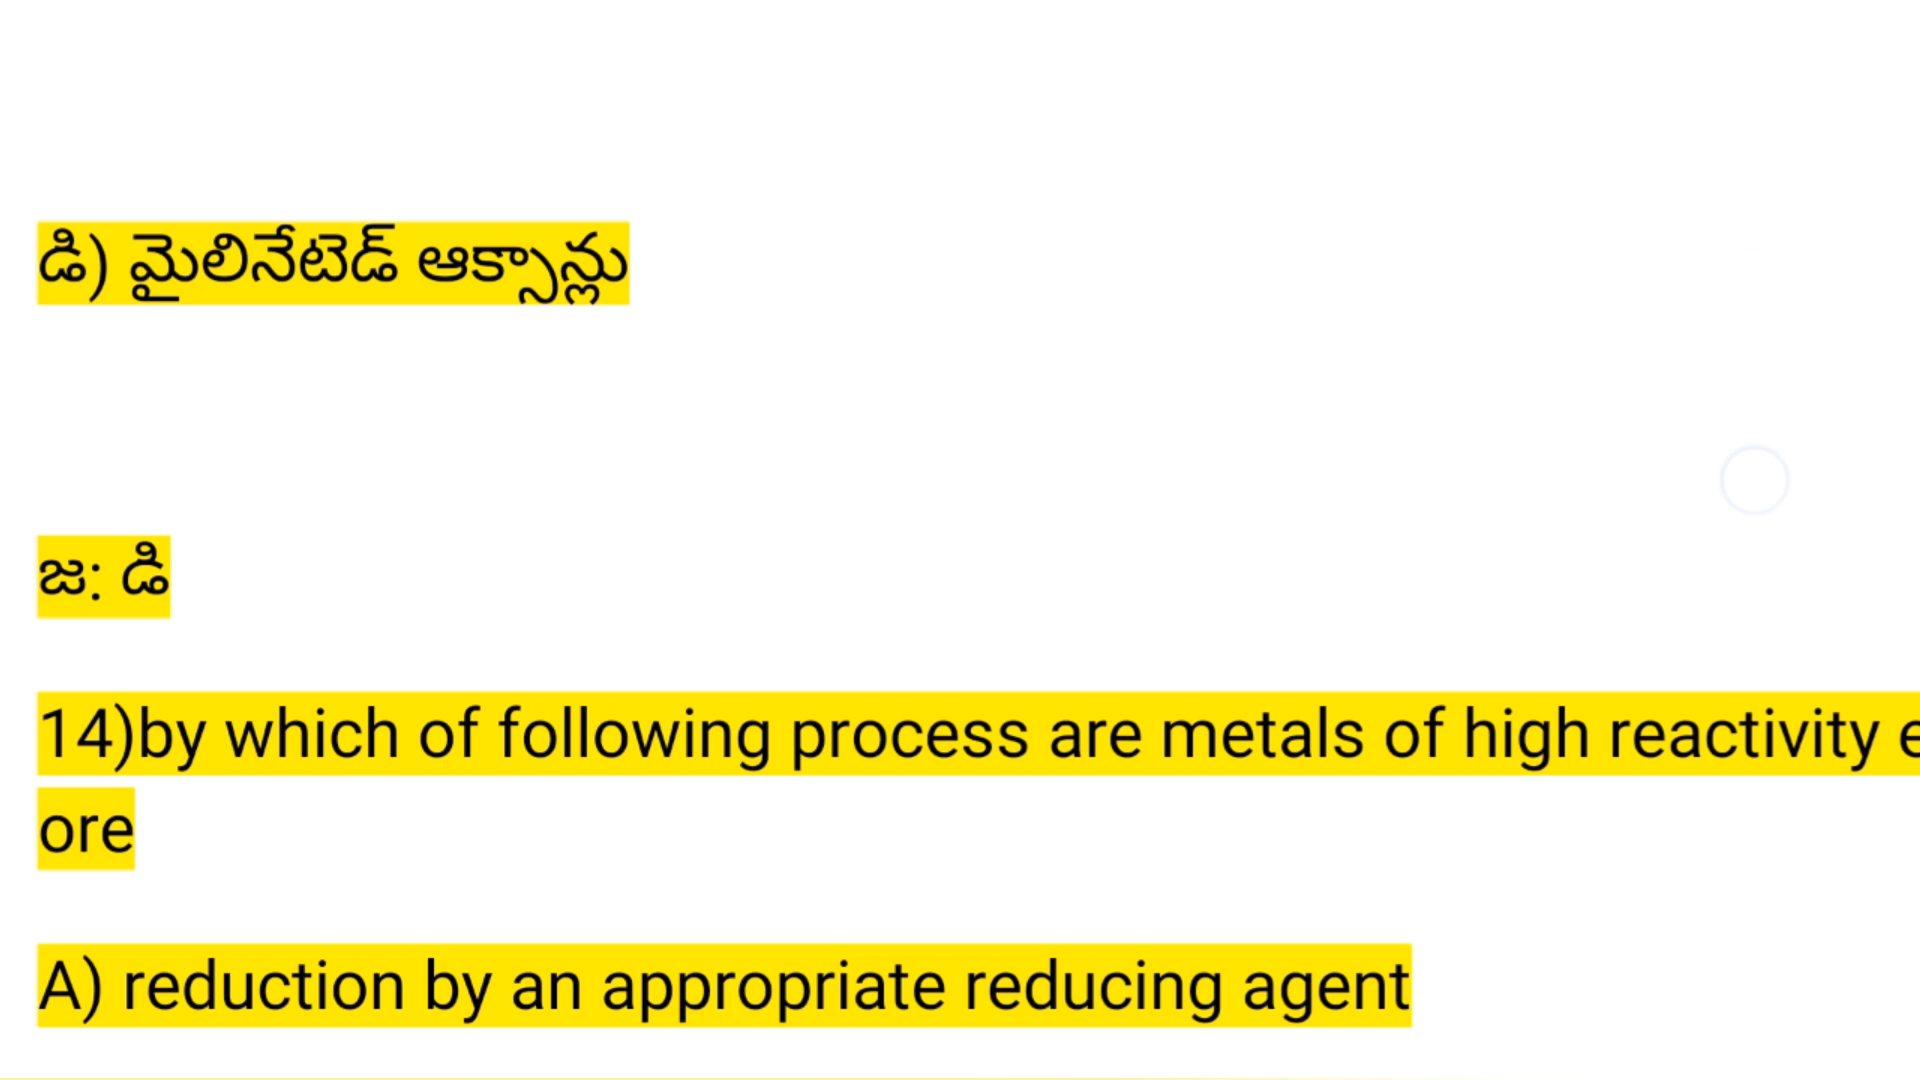 డి) మైలినేటెడ్ ఆక్సాన్లు
జ: డి
14)by which of following process are metals of high reactivity
ore
A) reduction by an appropriate reducing agent